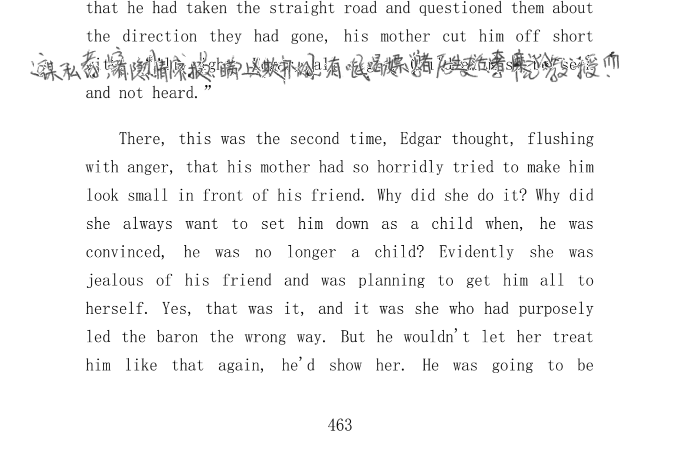 that he had taken the straight road and questioned them about
the direction they had gone, his mother cut him off short
and not heard.”
There, this was the second time, Edgar thought, flushing
with anger, that his mother had so horridly tried to make him
look small in front of his friend. Why did she do it? Why did
she always want to set him down as a child when, he was
convinced, he was no longer a child? Evidently she was
jealous of his friend and was planning to get him all to
herself. Yes, that was it, and it was she who had purposely
led the baron the wrong way. But he wouldn't let her treat
him like that again, he'd show her. He was going to be
463